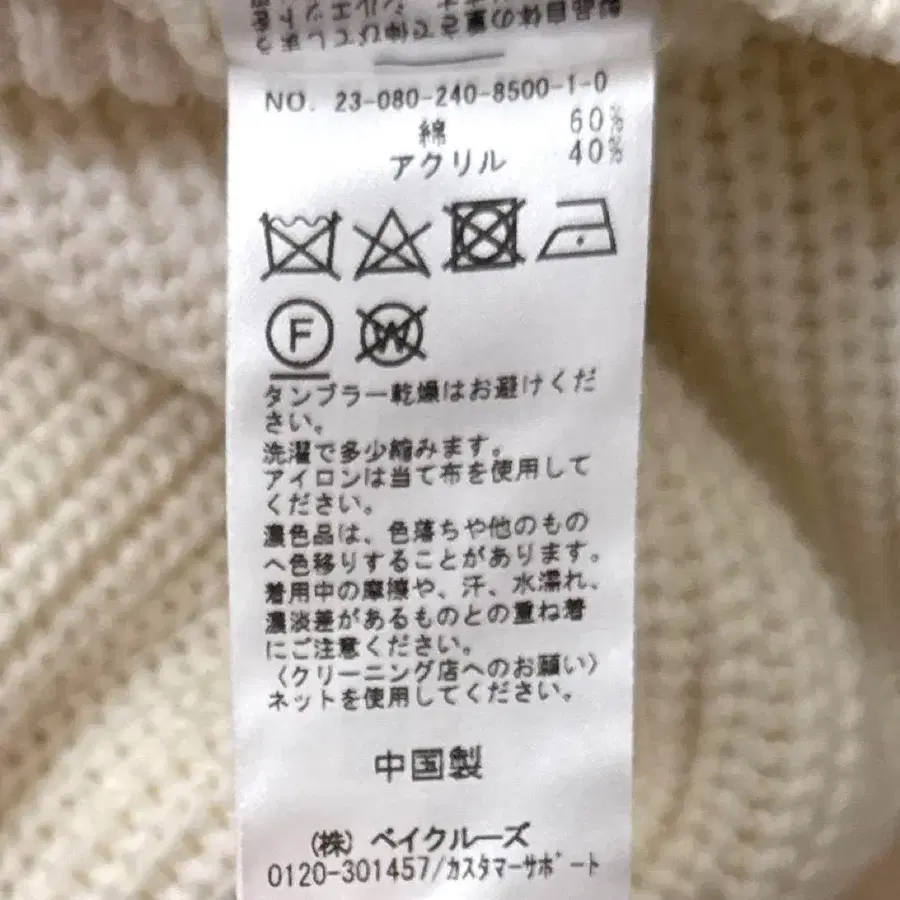 NO. 23-080-240-8500-1-0
綿 60%
アクリル 40%
F
W
タンブラー乾燥はお避けくだ
さい。
洗濯で多少縮みます。
アイロンは当て布を使用して
ください。
濃色品は、色落ちや他のもの
へ色移りすることがあります。
着用中の摩擦や、汗、水濡れ、
濃淡差があるものとの重ね着
にご注意ください。
〈クリーニング店へのお願い〉
ネットを使用してください。
中国製
(株) ベイクルーズ
0120-301457/カスタマーサポート